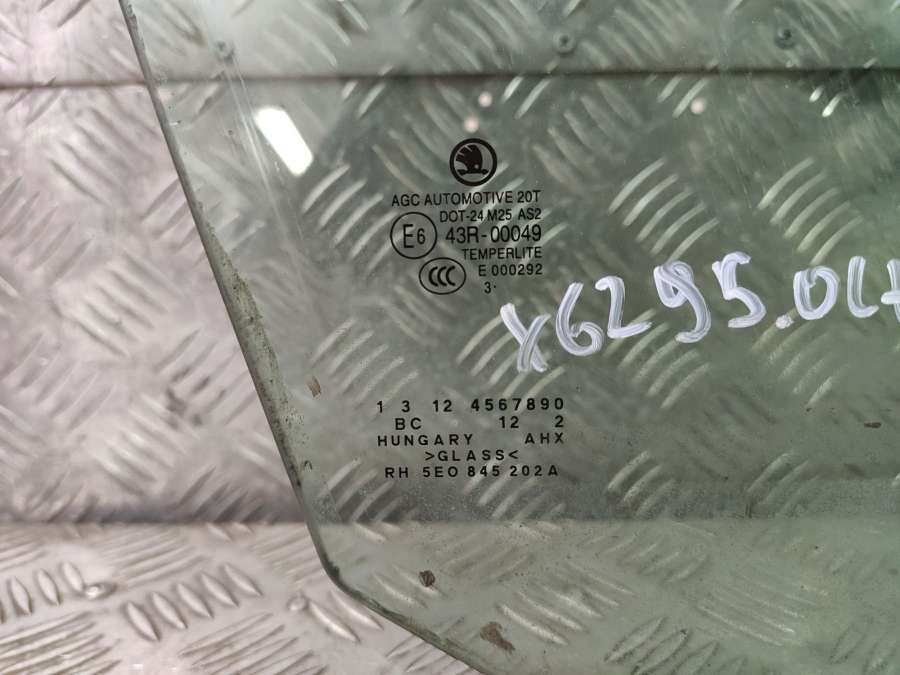 AGC AUTOMOTIVE 20T
DOT-24 M25 AS2
E6 43R-00049
TEMPERLITE
CCC E 000292
3·
X6295.04
1 3 12 4567890
BC 12 2
HUNGARY AHX
>GLASS<
RH 5E0 845 202A